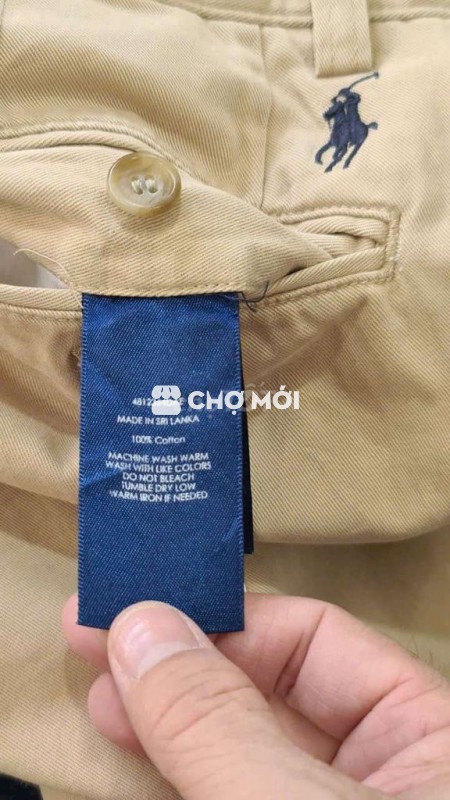 CHỢ MỚI
MADE IN SRI LANKA
100% Cotton
MACHINE WASH WARM
WASH WITH LIKE COLORS
DO NOT BLEACH
TUMBLE DRY LOW
WARM IRON IF NEEDED